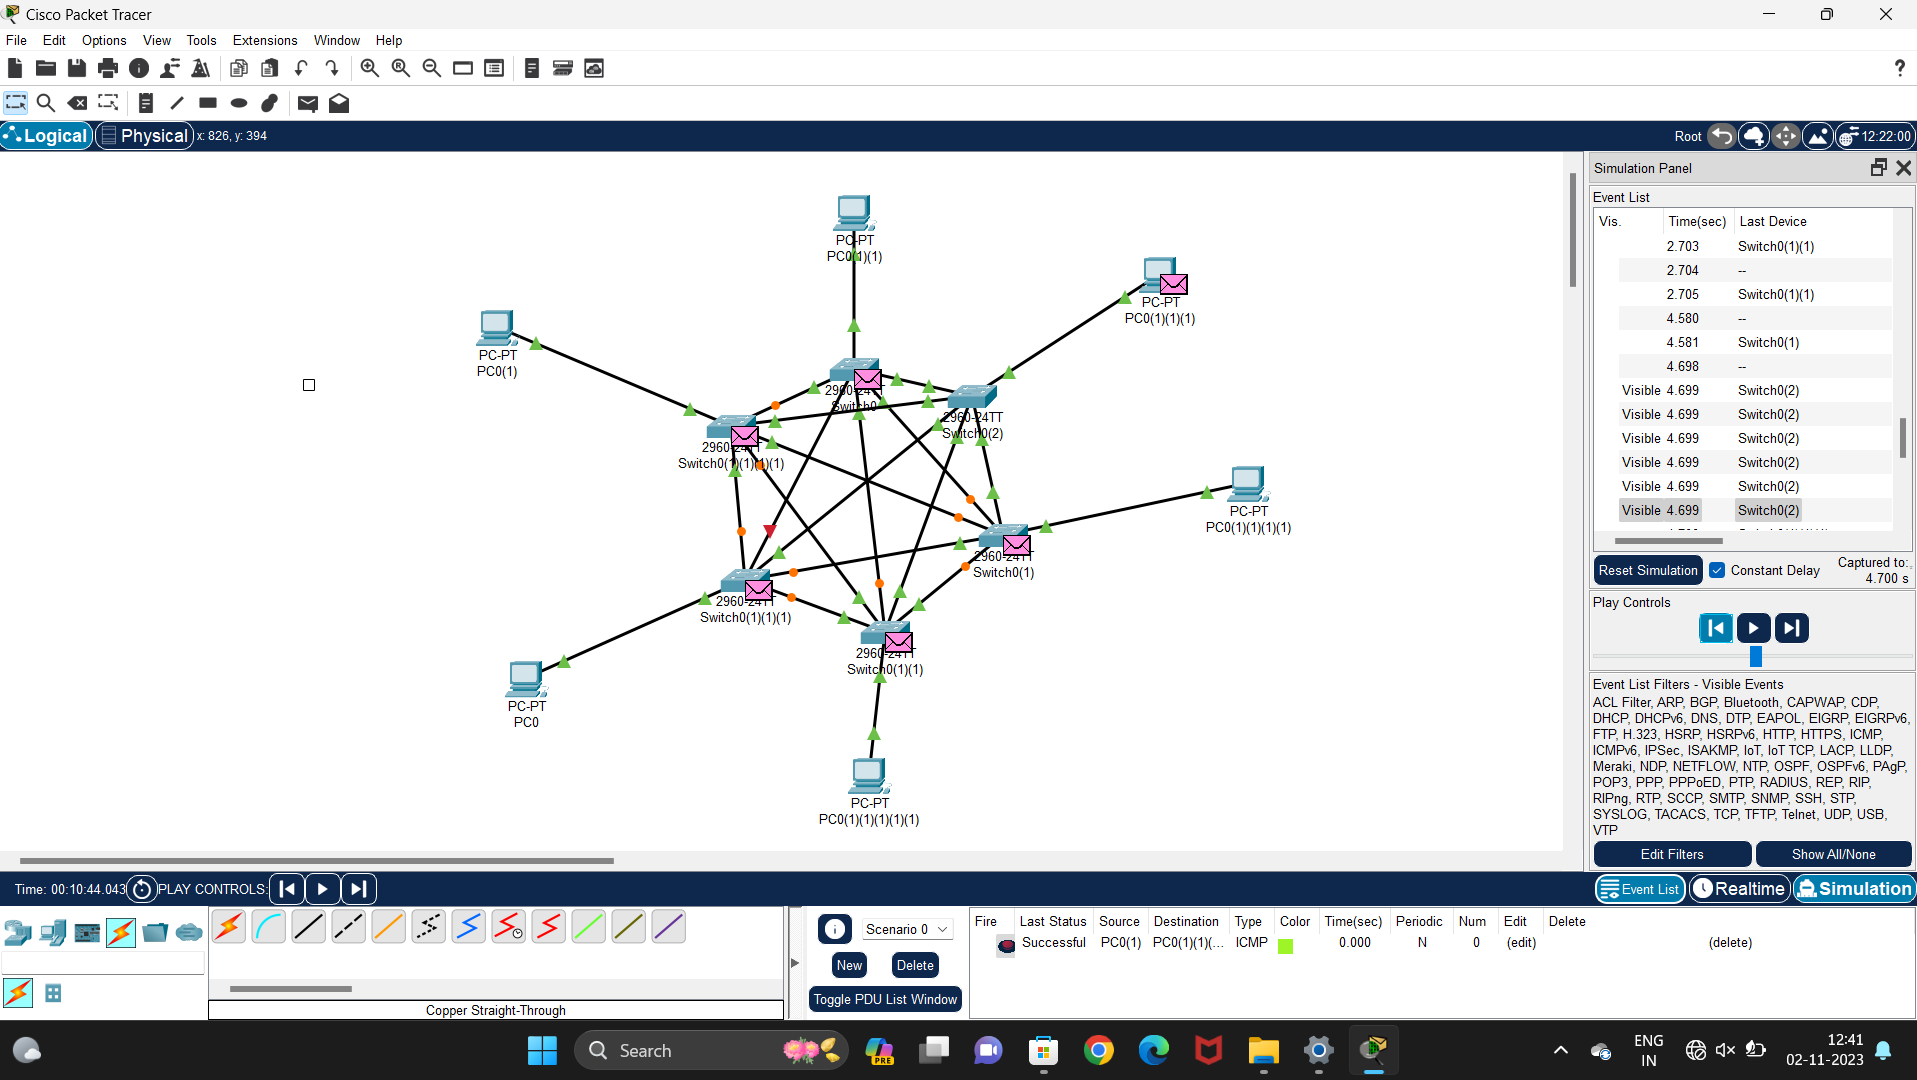 Cisco Packet Tracer
File Edit Options View Tools Extensions Window Help
Logical Physical x: 826, y: 394 Root 12:22:00
PC-PT
PC0(1)(1)
PC-PT
PC0(1)(1)(1)
PC-PT
PC0(1)
2960-24TT
Switch0
2960-24TT
Switch0(2)
2960-24TT
Switch0(1)(1)(1)(1)
PC-PT
PC0(1)(1)(1)(1)
2960-24TT
Switch0(1)
2960-24TT
Switch0(1)(1)(1)
2960-24TT
Switch0(1)(1)
PC-PT
PC0
PC-PT
PC0(1)(1)(1)(1)(1)
Simulation Panel
Event List
Vis. Time(sec) Last Device
2.703 Switch0(1)(1)
2.704 --
2.705 Switch0(1)(1)
4.580 --
4.581 Switch0(1)
4.698 --
Visible 4.699 Switch0(2)
Visible 4.699 Switch0(2)
Visible 4.699 Switch0(2)
Visible 4.699 Switch0(2)
Visible 4.699 Switch0(2)
Visible 4.699 Switch0(2)
Reset Simulation Constant Delay Captured to:
4.700 s
Play Controls
Event List Filters - Visible Events
ACL Filter, ARP, BGP, Bluetooth, CAPWAP, CDP,
DHCP, DHCPv6, DNS, DTP, EAPOL, EIGRP, EIGRPv6,
FTP, H.323, HSRP, HSRPv6, HTTP, HTTPS, ICMP,
ICMPv6, IPSec, ISAKMP, IoT, IoT TCP, LACP, LLDP,
Meraki, NDP, NETFLOW, NTP, OSPF, OSPFv6, PAgP,
POP3, PPP, PPPoED, PTP, RADIUS, REP, RIP,
RIPng, RTP, SCCP, SMTP, SNMP, SSH, STP,
SYSLOG, TACACS, TCP, TFTP, Telnet, UDP, USB,
VTP
Edit Filters Show All/None
Time: 00:10:44.043 PLAY CONTROLS: Event List Realtime Simulation
Scenario 0
New Delete
Toggle PDU List Window
Fire Last Status Source Destination Type Color Time(sec) Periodic Num Edit Delete
Successful PC0(1) PC0(1)(1)(... ICMP 0.000 N 0 (edit) (delete)
Copper Straight-Through
Search PRE ENG
IN 12:41
02-11-2023